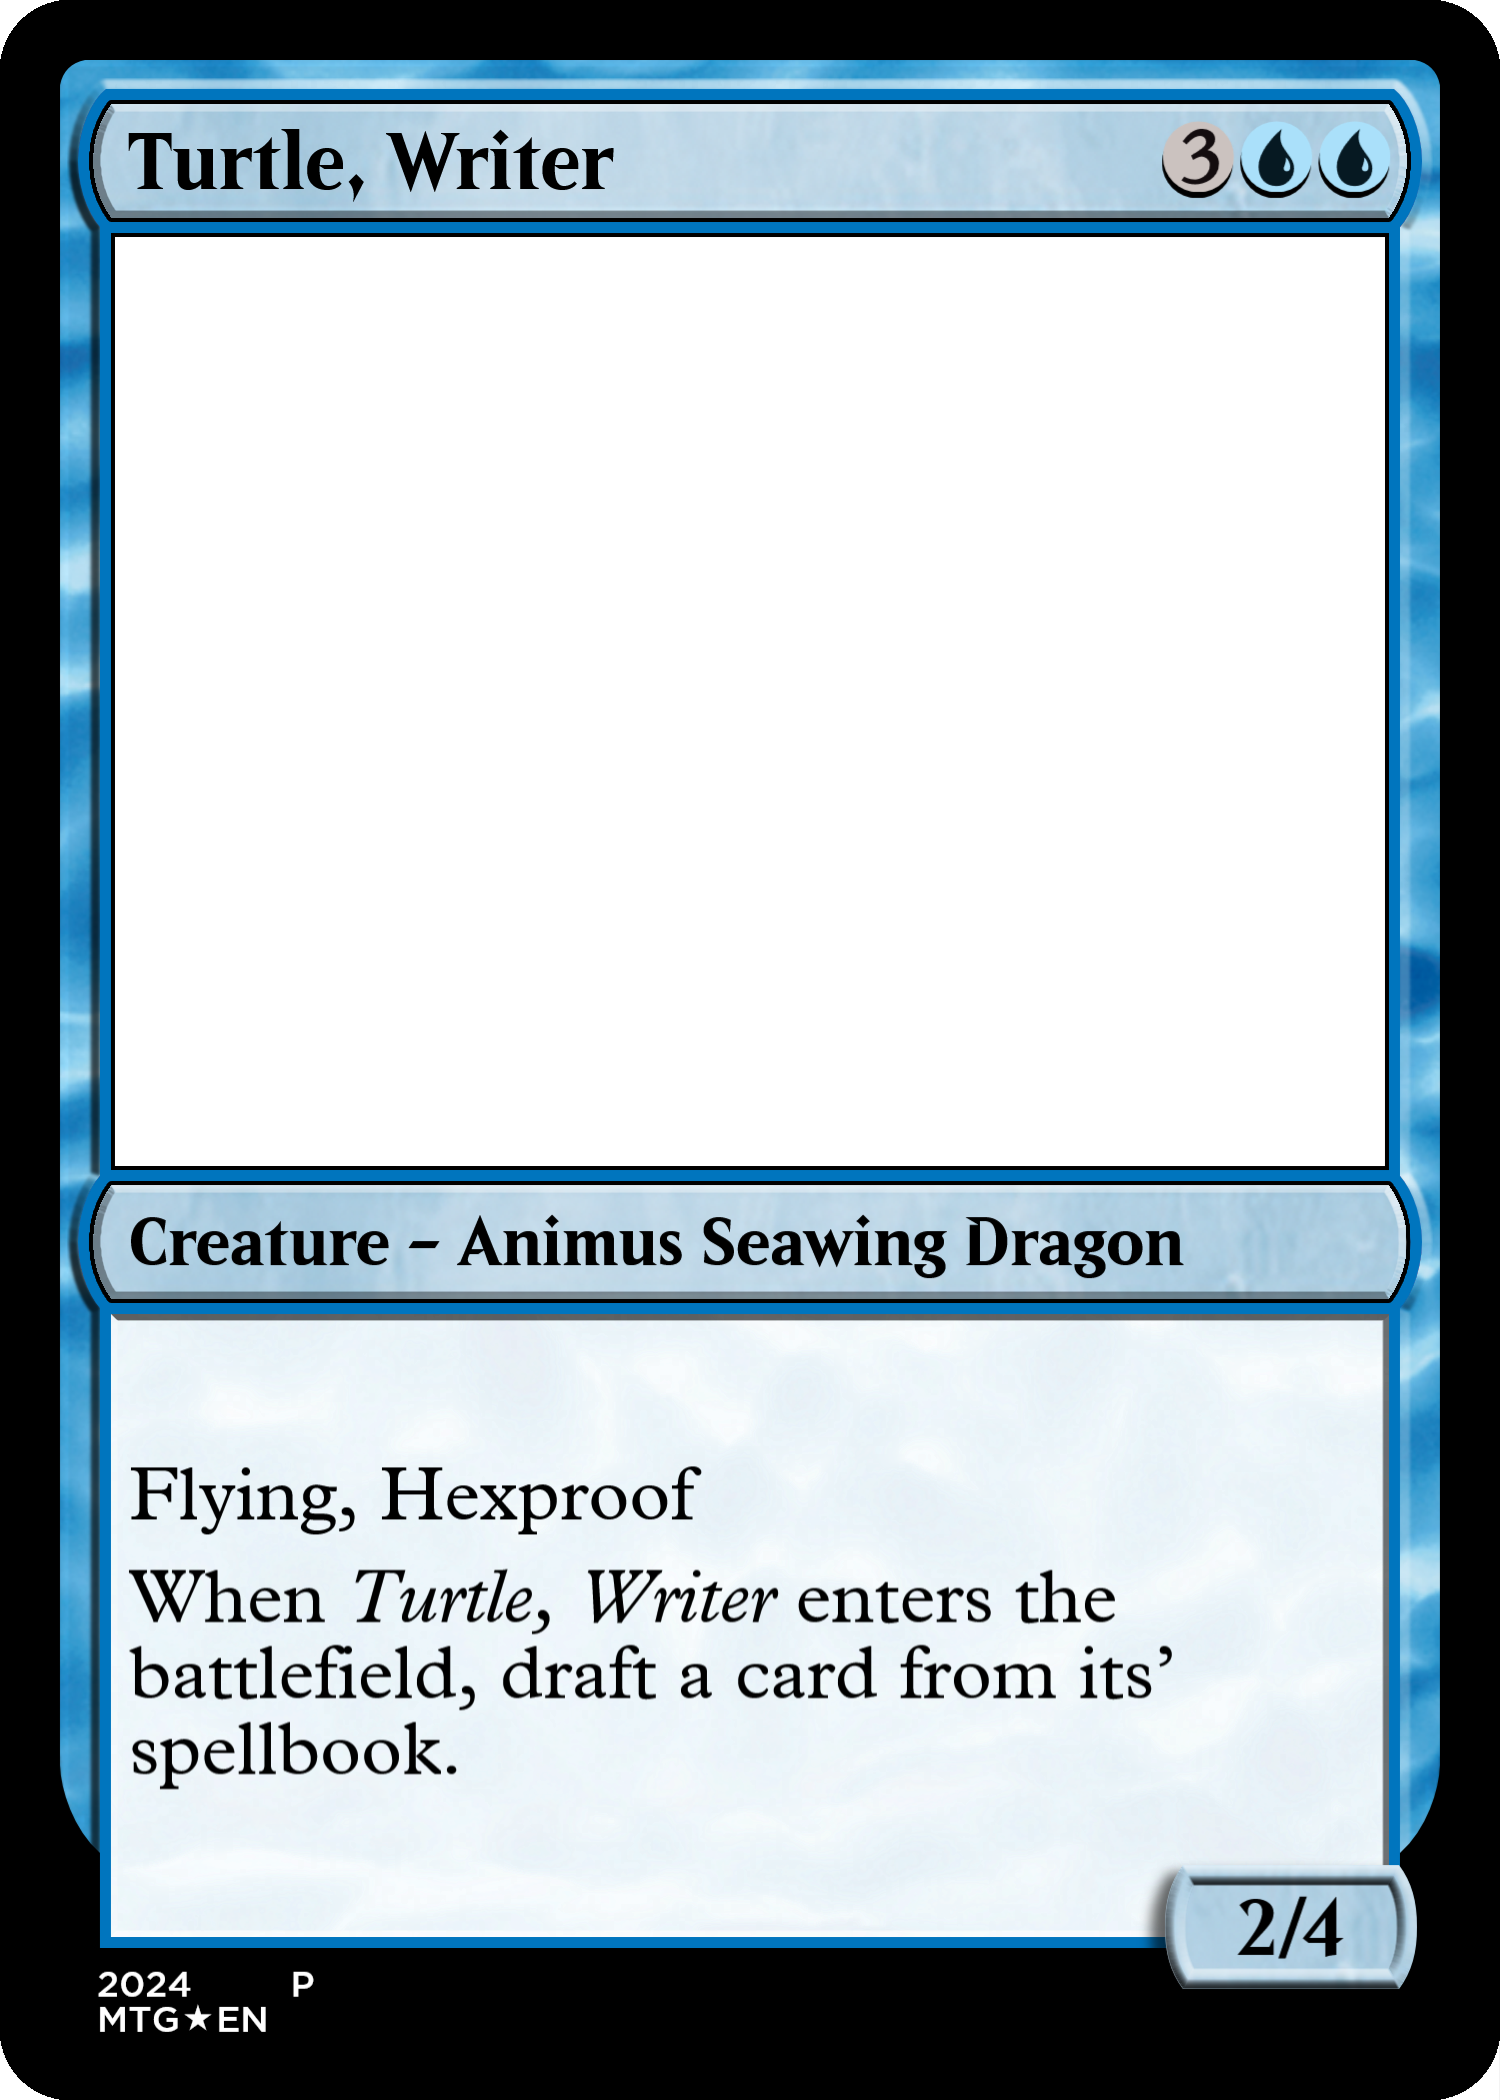 Turtle, Writer 3
Creature – Animus Seawing Dragon
Flying, Hexproof
When Turtle, Writer enters the
battlefield, draft a card from its’
spellbook.
2/4
2024 P
MTG★EN